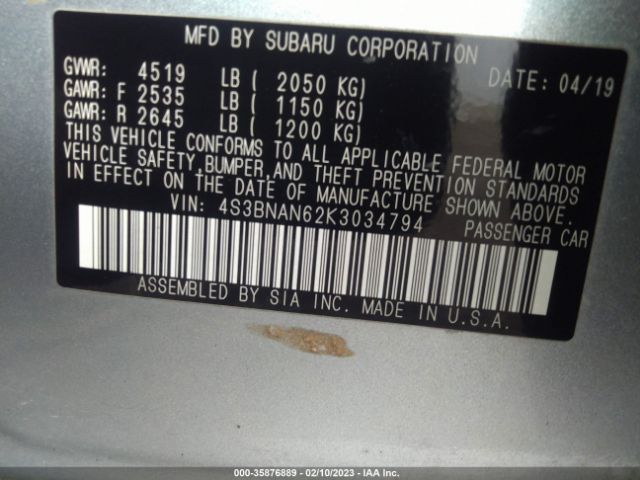 MFD BY SUBARU CORPORATION
GVWR: 4519 LB ( 2050 KG) DATE: 04/19
GAWR: F 2535 LB ( 1150 KG)
GAWR: R 2645 LB ( 1200 KG)
THIS VEHICLE CONFORMS TO ALL APPLICABLE FEDERAL MOTOR
VEHICLE SAFETY,BUMPER,AND THEFT PREVENTION STANDARDS
IN EFFECT ON THE DATE OF MANUFACTURE SHOWN ABOVE.
VIN: 4S3BNAN62K3034794 PASSENGER CAR
ASSEMBLED BY SIA INC. MADE IN U.S.A.
000-35876889 — 02/10/2023 — IAA Inc.